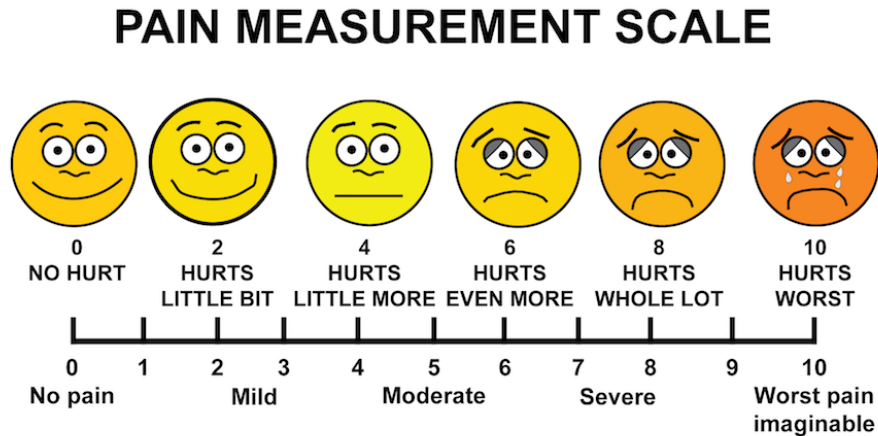 PAIN MEASUREMENT SCALE
0 2 4 6 8 10
NO HURT HURTS HURTS HURTS HURTS HURTS
LITTLE BIT LITTLE MORE EVEN MORE WHOLE LOT WORST
0 1 2 3 4 5 6 7 8 9 10
No pain Mild Moderate Severe Worst pain
imaginable